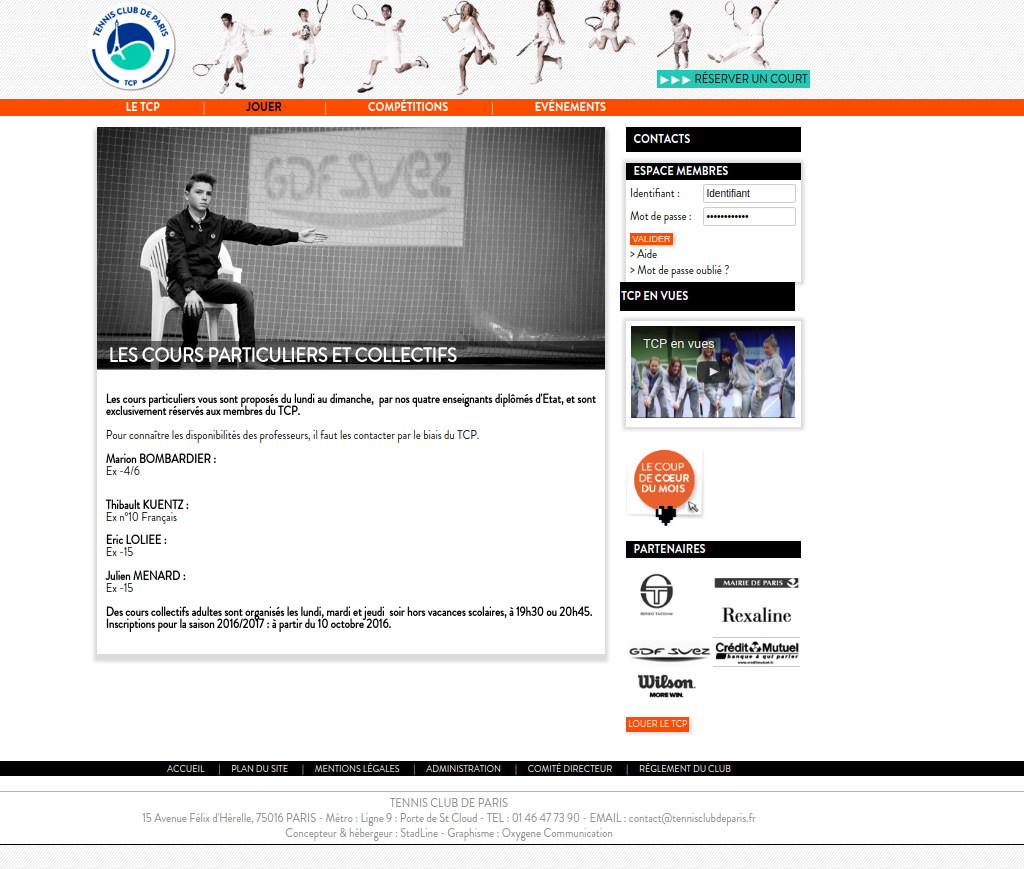 TENNIS CLUB DE PARIS
TCP
►►► RÉSERVER UN COURT
LE TCP | JOUER | COMPÉTITIONS | EVÉNEMENTS
GDF SUEZ
LES COURS PARTICULIERS ET COLLECTIFS
Les cours particuliers vous sont proposés du lundi au dimanche, par nos quatre enseignants diplômés d'Etat, et sont
exclusivement réservés aux membres du TCP.
Pour connaître les disponibilités des professeurs, il faut les contacter par le biais du TCP.
Marion BOMBARDIER :
Ex -4/6
Thibault KUENTZ :
Ex n°10 Français
Eric LOLIEE :
Ex -15
Julien MENARD :
Ex -15
Des cours collectifs adultes sont organisés les lundi, mardi et jeudi soir hors vacances scolaires, à 19h30 ou 20h45.
Inscriptions pour la saison 2016/2017 : à partir du 10 octobre 2016.
CONTACTS
ESPACE MEMBRES
Identifiant : Identifiant
Mot de passe : ••••••••••••
VALIDER
> Aide
> Mot de passe oublié ?
TCP EN VUES
TCP en vues
LE COUP
DE CŒUR
DU MOIS
PARTENAIRES
SERGIO TACCHINI
MAIRIE DE PARIS
Rexaline
GDF SUEZ
Crédit Mutuel
banque à qui parler
www.creditmutuel.fr
Wilson.
MORE WIN.
LOUER LE TCP
ACCUEIL | PLAN DU SITE | MENTIONS LÉGALES | ADMINISTRATION | COMITÉ DIRECTEUR | RÉGLEMENT DU CLUB
TENNIS CLUB DE PARIS
15 Avenue Félix d'Hérelle, 75016 PARIS - Métro : Ligne 9 : Porte de St Cloud - TEL : 01 46 47 73 90 - EMAIL : contact@tennisclubdeparis.fr
Concepteur & hébergeur : StadLine - Graphisme : Oxygene Communication